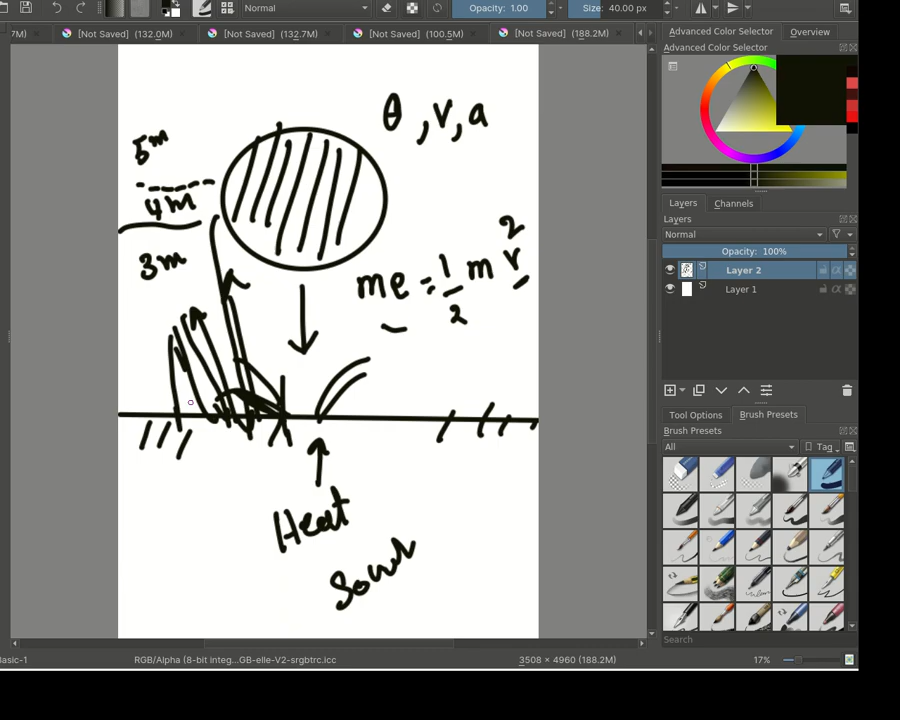 Normal
Opacity: 1.00
Size: 40.00 px
7M)
[Not Saved] (132.0M)
[Not Saved] (132.7M)
[Not Saved] (100.5M)
[Not Saved] (188.2M)
Advanced Color Selector
Overview
Advanced Color Selector
Layers
Channels
Layers
Normal
Opacity: 100%
Layer 2
Layer 1
Tool Options
Brush Presets
Brush Presets
All
Tag
Search
θ, v, a
5m
4m
3m
me = 1/2 m v²
Heat
asic-1
RGB/Alpha (8-bit integ...GB-elle-V2-srgbtrc.icc
3508 × 4960 (188.2M)
17%